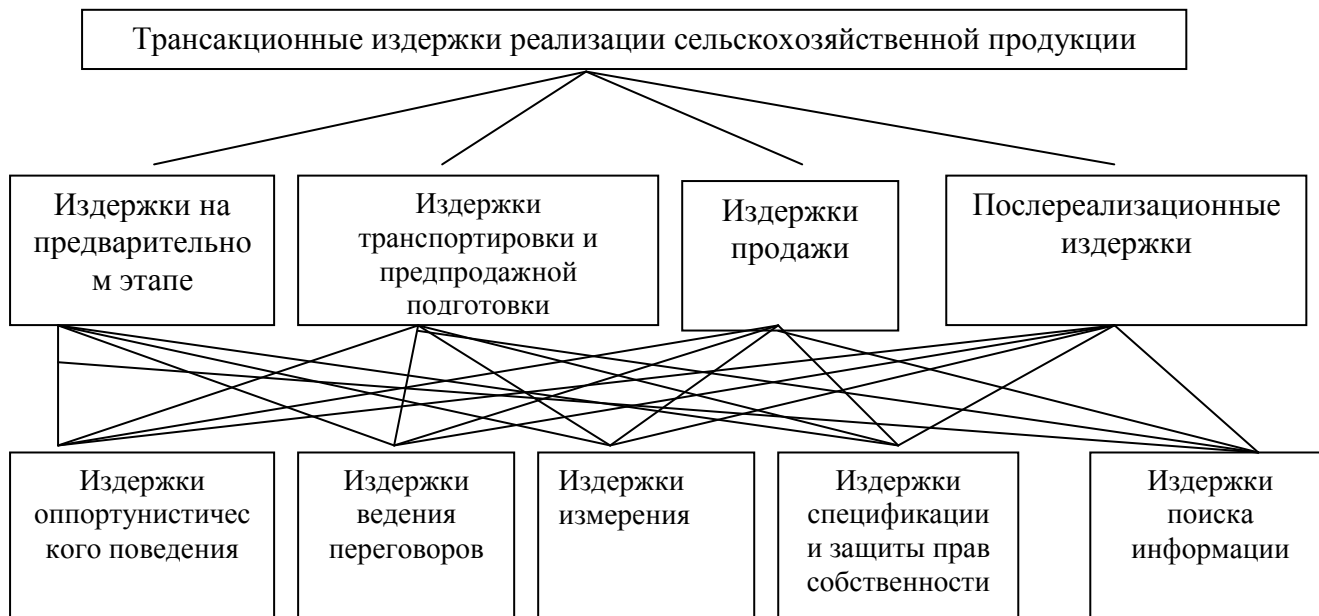 Трансакционные издержки реализации сельскохозяйственной продукции
Издержки на
предварительно
м этапе
Издержки
транспортировки и
предпродажной
подготовки
Издержки
продажи
Послереализационные
издержки
Издержки
оппортунистичес
кого поведения
Издержки
ведения
переговоров
Издержки
измерения
Издержки
спецификации
и защиты прав
собственности
Издержки
поиска
информации